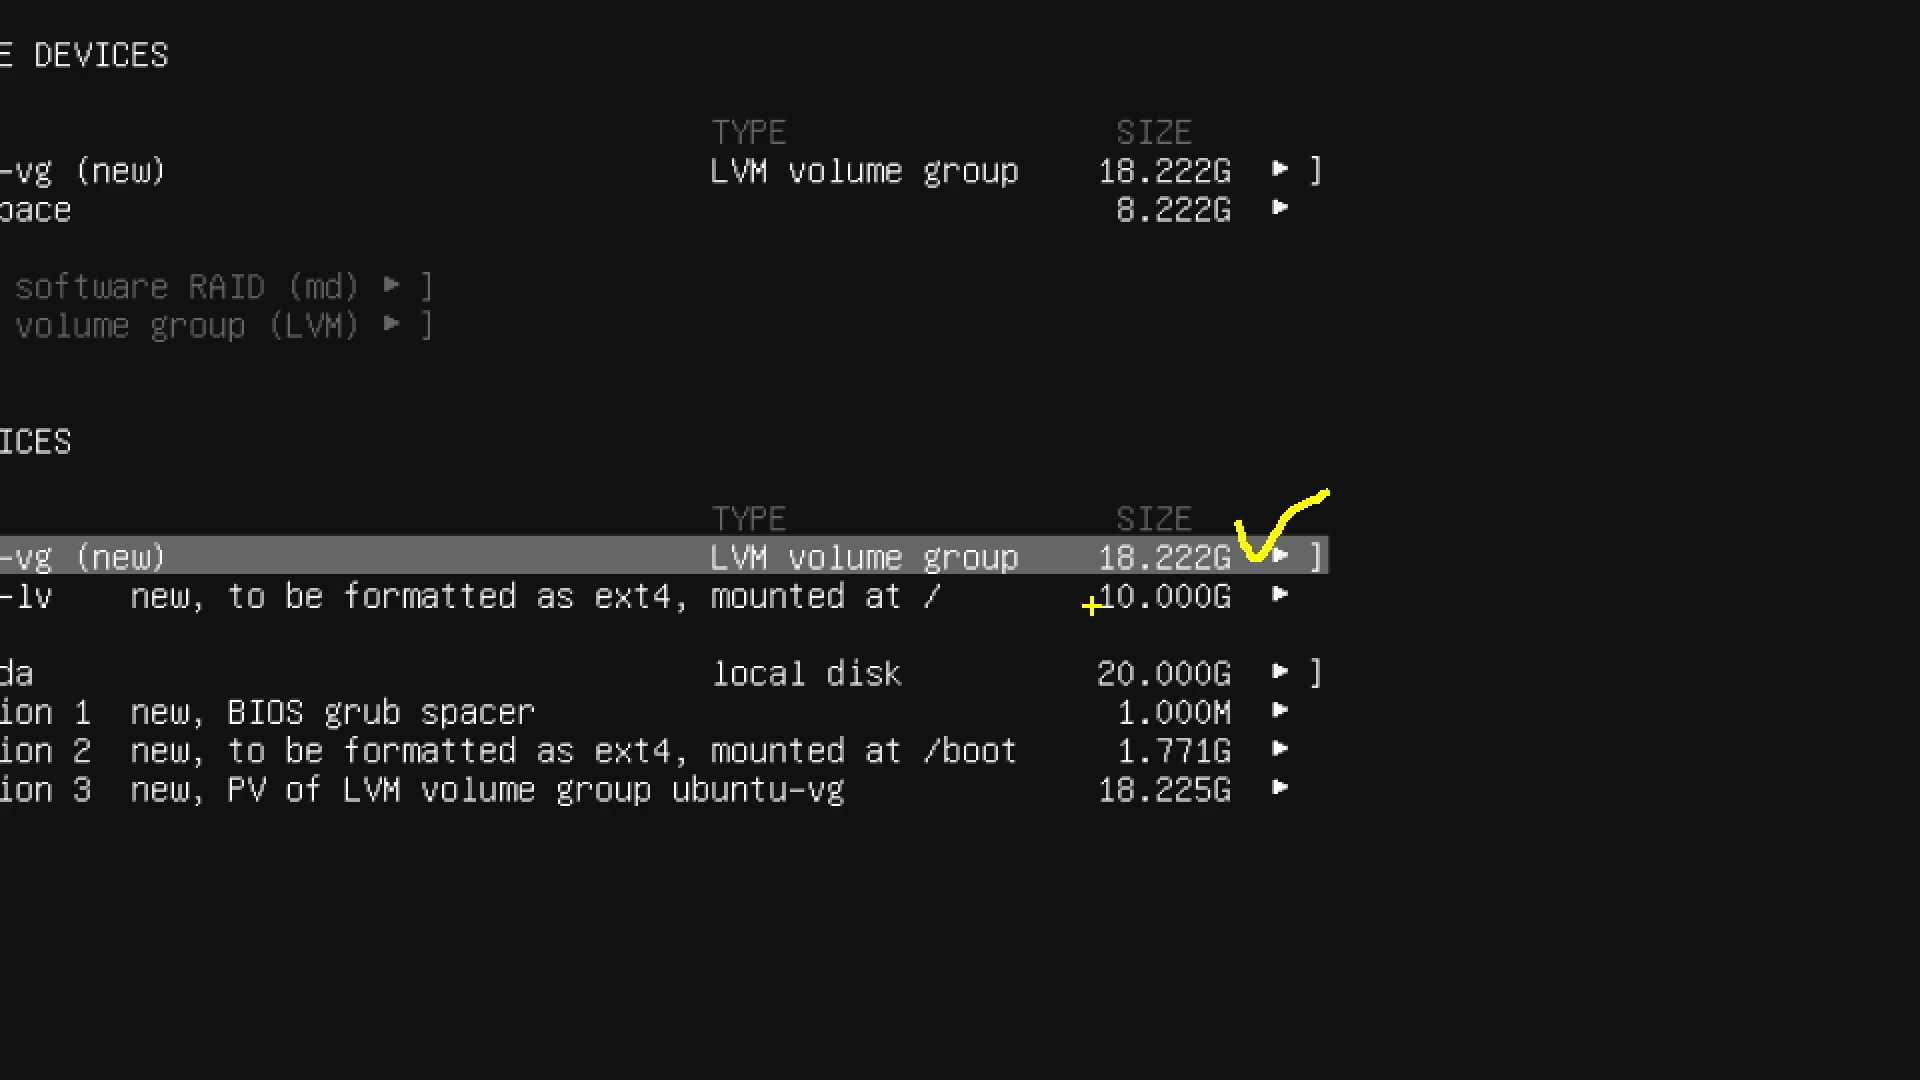 E DEVICES
TYPE SIZE
-vg (new) LVM volume group 18.222G ▸ ]
pace 8.222G ▸
software RAID (md) ▸ ]
volume group (LVM) ▸ ]
ICES
TYPE SIZE
-vg (new) LVM volume group 18.222G ▸ ]
-lv new, to be formatted as ext4, mounted at / 10.000G ▸
da local disk 20.000G ▸ ]
ion 1 new, BIOS grub spacer 1.000M ▸
ion 2 new, to be formatted as ext4, mounted at /boot 1.771G ▸
ion 3 new, PV of LVM volume group ubuntu-vg 18.225G ▸